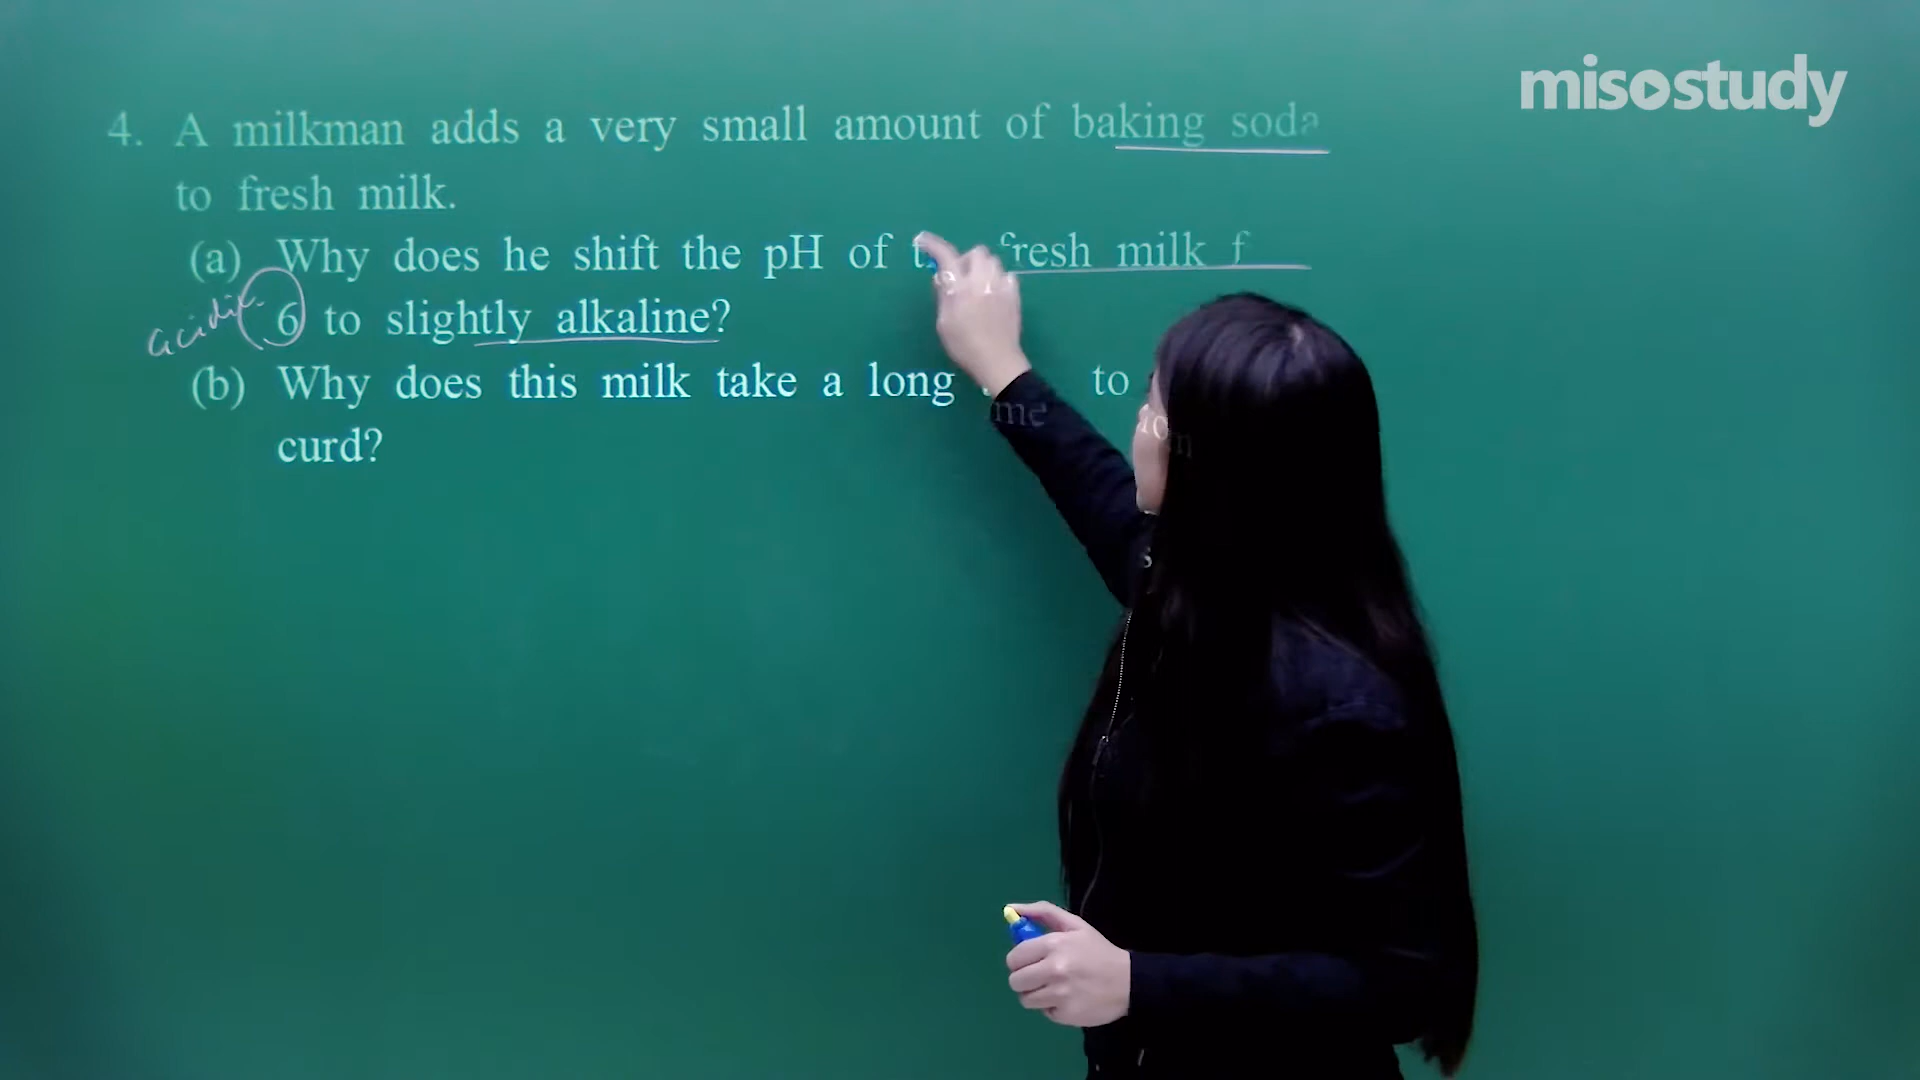 misostudy
4. A milkman adds a very small amount of baking soda
to fresh milk.
(a) Why does he shift the pH of fresh milk f
acidic 6 to slightly alkaline?
(b) Why does this milk take a long to
curd?